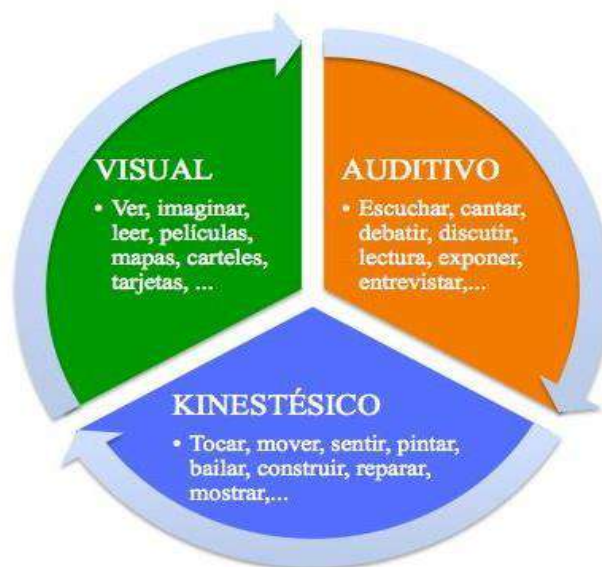 VISUAL
• Ver, imaginar,
leer, películas,
mapas, carteles,
tarjetas, ...
AUDITIVO
• Escuchar, cantar,
debatir, discutir,
lectura, exponer,
entrevistar,...
KINESTÉSICO
• Tocar, mover, sentir, pintar,
bailar, construir, reparar,
mostrar,...